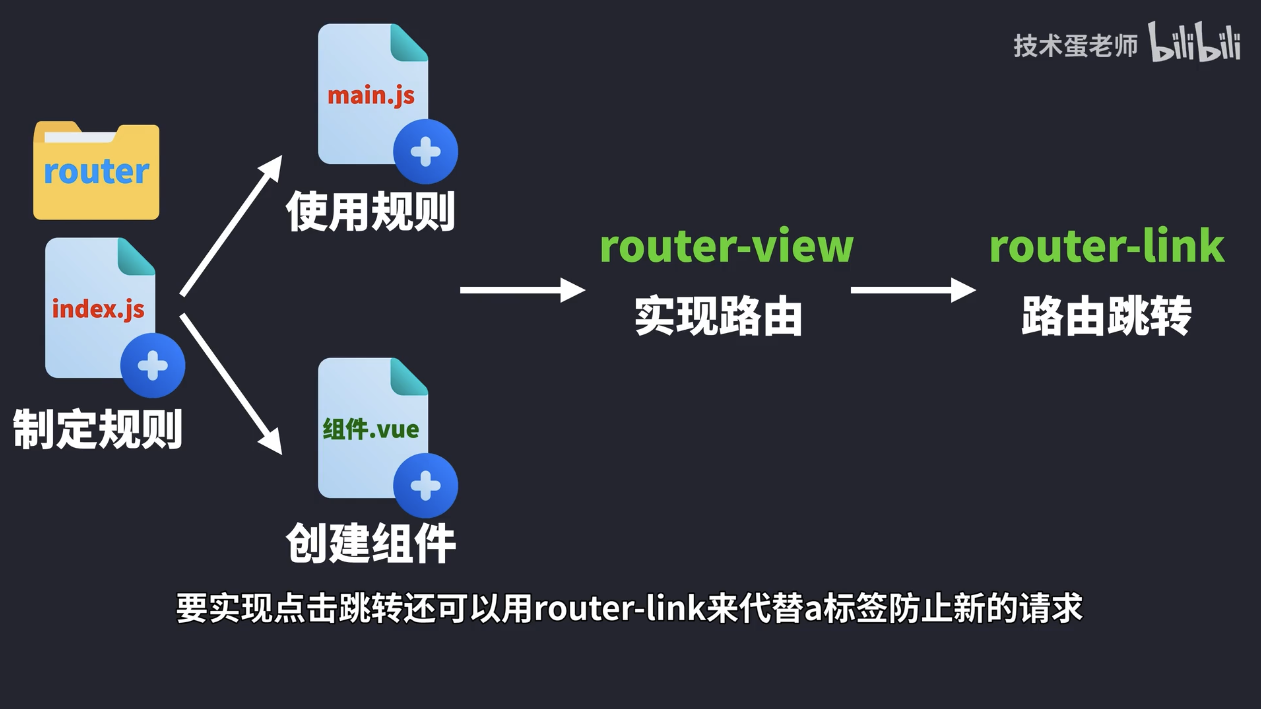 技术蛋老师 bilibili
router
index.js
制定规则
main.js
使用规则
组件.vue
创建组件
router-view
实现路由
router-link
路由跳转
要实现点击跳转还可以用router-link来代替a标签防止新的请求